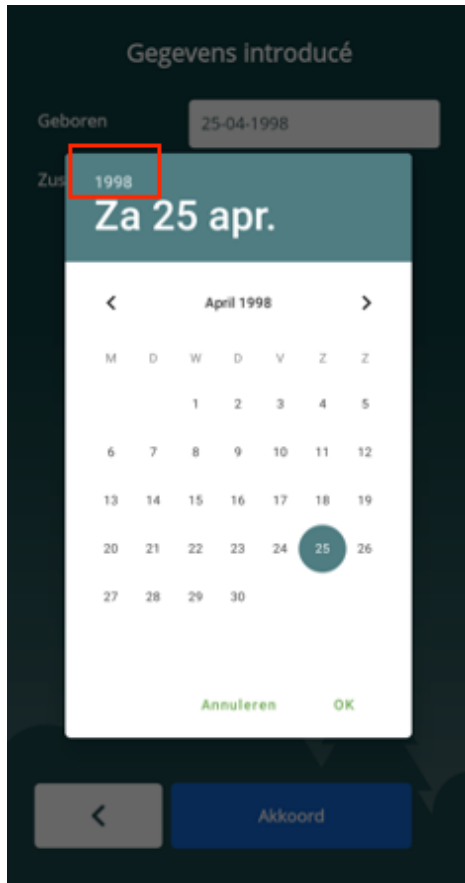 Gegevens introducé
Geboren 25-04-1998
Zus
1998
Za 25 apr.
April 1998
M D W D V Z Z
1 2 3 4 5
6 7 8 9 10 11 12
13 14 15 16 17 18 19
20 21 22 23 24 25 26
27 28 29 30
Annuleren OK
Akkoord